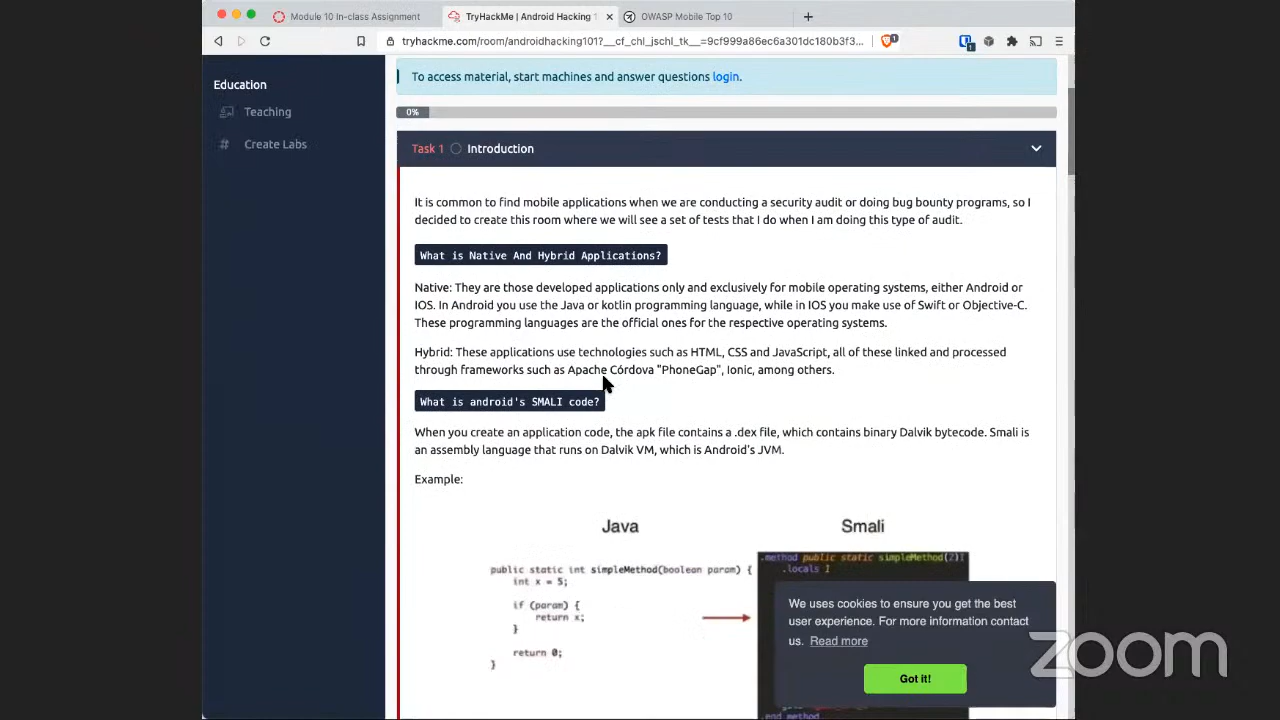 Module 10 In-class Assignment
TryHackMe | Android Hacking 1
OWASP Mobile Top 10
tryhackme.com/room/androidhacking101?__cf_chl_jschl_tk__=9cf999a86ec6a301dc180b3f3...
1
1
Education
Teaching
Create Labs
To access material, start machines and answer questions login.
0%
Task 1 Introduction
It is common to find mobile applications when we are conducting a security audit or doing bug bounty programs, so I
decided to create this room where we will see a set of tests that I do when I am doing this type of audit.
What is Native And Hybrid Applications?
Native: They are those developed applications only and exclusively for mobile operating systems, either Android or
IOS. In Android you use the Java or kotlin programming language, while in IOS you make use of Swift or Objective-C.
These programming languages are the official ones for the respective operating systems.
Hybrid: These applications use technologies such as HTML, CSS and JavaScript, all of these linked and processed
through frameworks such as Apache Córdova "PhoneGap", Ionic, among others.
What is android's SMALI code?
When you create an application code, the apk file contains a .dex file, which contains binary Dalvik bytecode. Smali is
an assembly language that runs on Dalvik VM, which is Android's JVM.
Example:
Java
Smali
public static int simpleMethod(boolean param) {
int x = 5;
if (param) {
return x;
}
return 0;
}
.method public static simpleMethod(Z)I
.locals 1
.end method
We uses cookies to ensure you get the best
user experience. For more information contact
us. Read more
Got it!
zoom